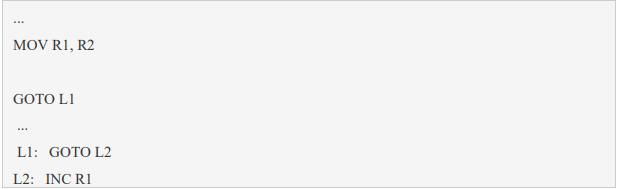 ...
MOV R1, R2
GOTO L1
...
L1: GOTO L2
L2: INC R1